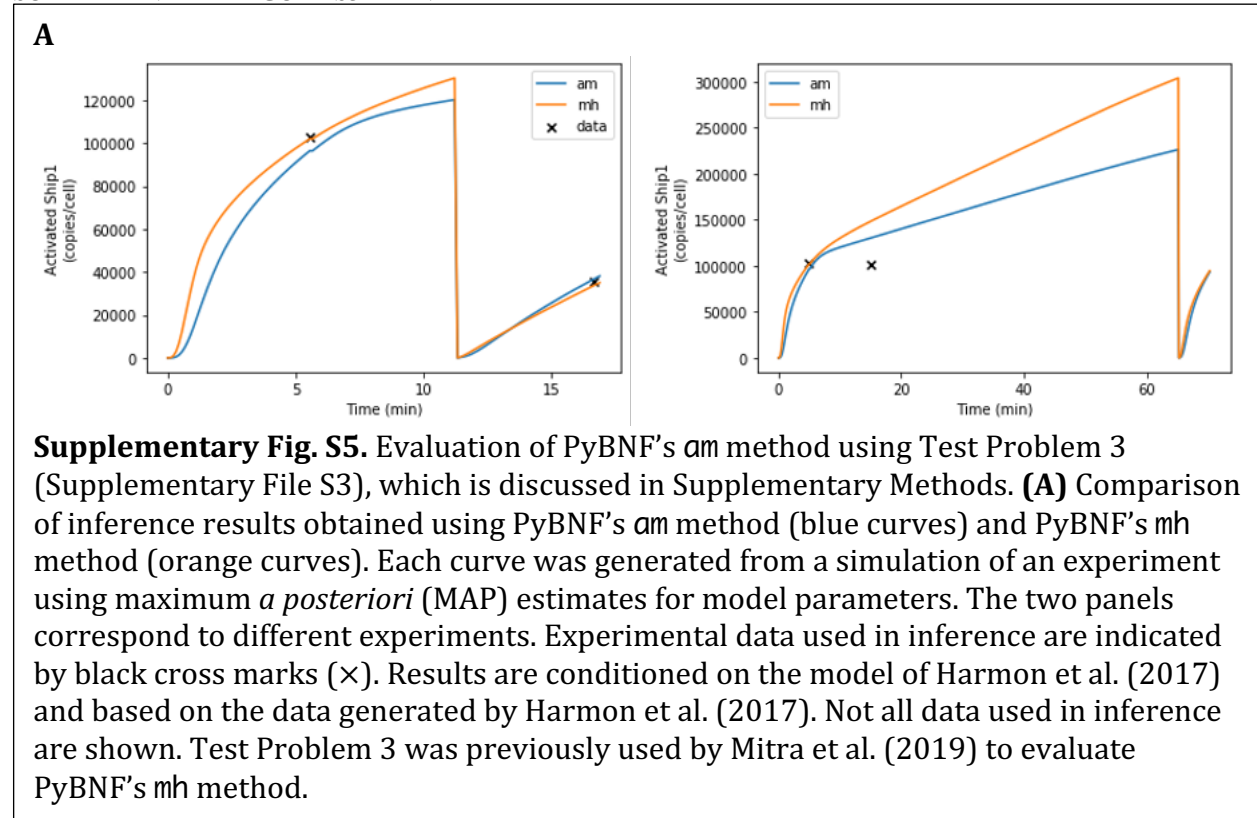 A
120000
100000
80000
60000
40000
20000
0
Activated Ship1
(copies/cell)
am
mh
data
0
5
10
15
Time (min)
300000
250000
200000
150000
100000
50000
0
Activated Ship1
(copies/cell)
am
mh
0
20
40
60
Time (min)
Supplementary Fig. S5. Evaluation of PyBNF’s am method using Test Problem 3
(Supplementary File S3), which is discussed in Supplementary Methods. (A) Comparison
of inference results obtained using PyBNF’s am method (blue curves) and PyBNF’s mh
method (orange curves). Each curve was generated from a simulation of an experiment
using maximum a posteriori (MAP) estimates for model parameters. The two panels
correspond to different experiments. Experimental data used in inference are indicated
by black cross marks (×). Results are conditioned on the model of Harmon et al. (2017)
and based on the data generated by Harmon et al. (2017). Not all data used in inference
are shown. Test Problem 3 was previously used by Mitra et al. (2019) to evaluate
PyBNF’s mh method.